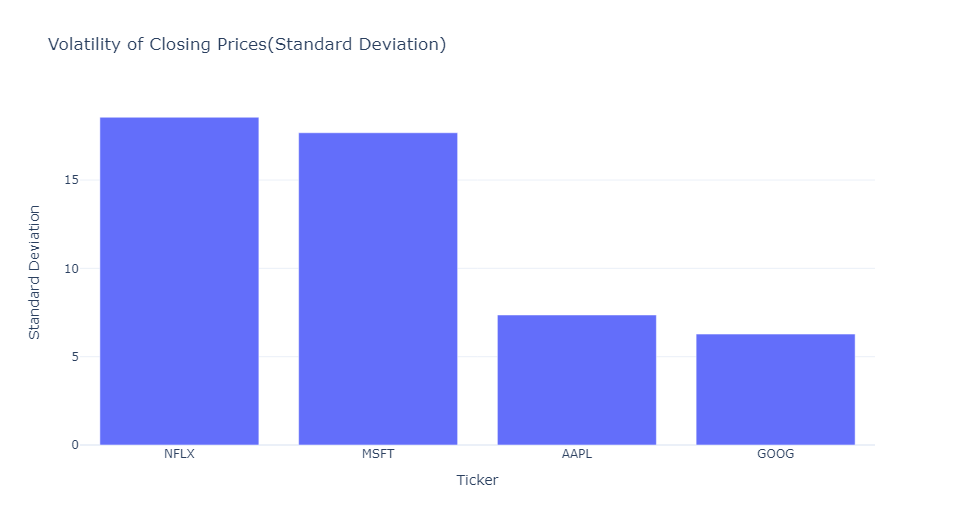 Volatility of Closing Prices(Standard Deviation)
Standard Deviation
15
10
5
0
NFLX MSFT AAPL GOOG
Ticker